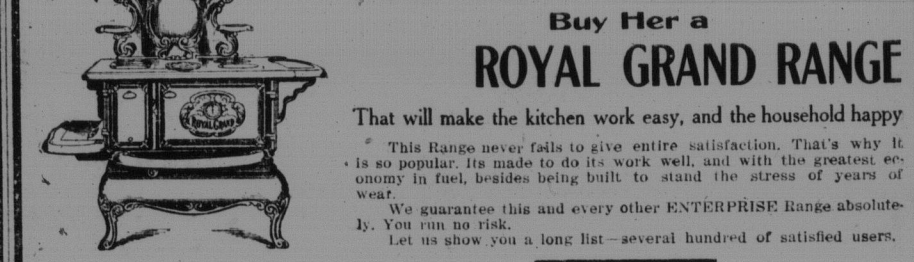 Buy Her a
ROYAL GRAND RANGE
ROYAL GRAND
That will make the kitchen work easy, and the household happy
This Range never fails to give entire satisfaction. That's why it
is so popular. Its made to do its work well, and with the greatest ec-
onomy in fuel, besides being built to stand the stress of years of
wear.
We guarantee this and every other ENTERPRISE Range absolute-
ly. You run no risk.
Let us show you a long list—several hundred of satisfied users.